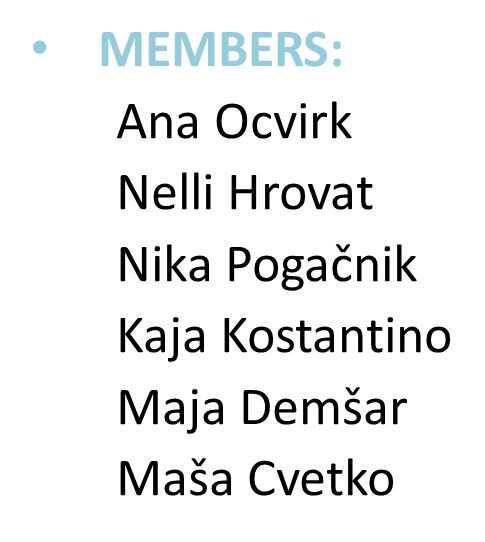 • MEMBERS:
Ana Ocvirk
Nelli Hrovat
Nika Pogačnik
Kaja Kostantino
Maja Demšar
Maša Cvetko